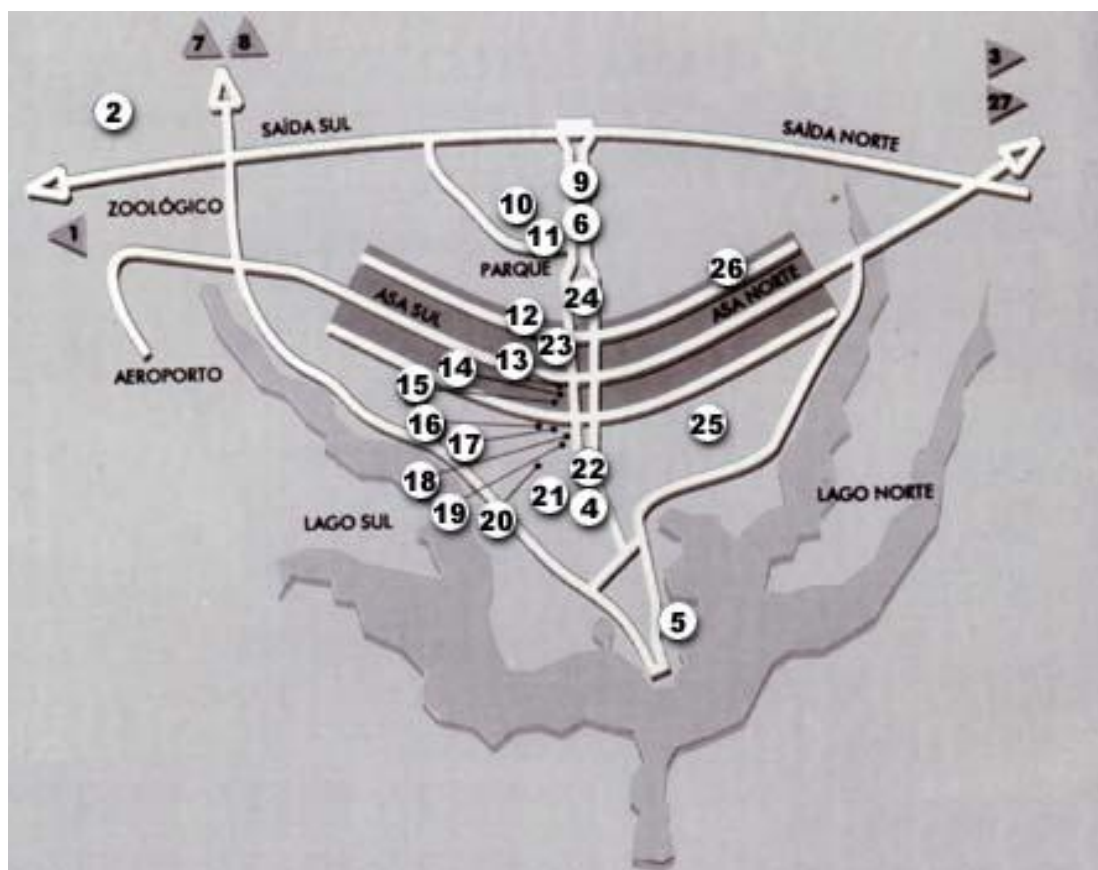 7 8
3
2
27
SAÍDA SUL
SAÍDA NORTE
9
ZOOLÓGICO
10
6
1
11
PARQUE
26
24
ASA SUL
ASA NORTE
12
23
13
14
AEROPORTO
15
16
25
17
22
18
LAGO NORTE
21
4
19
20
LAGO SUL
5